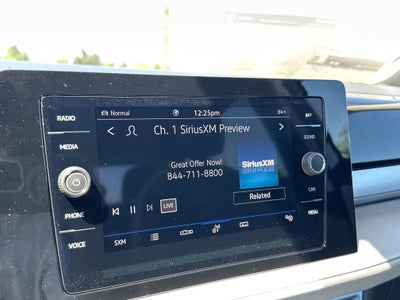 RADIO
MEDIA
PHONE
VOICE
Normal
12:25pm
84°F
Ch. 1 SiriusXM Preview
Great Offer Now!
844-711-8800
SiriusXM
Related
LIVE
SXM
SOUND
CAR
MENU